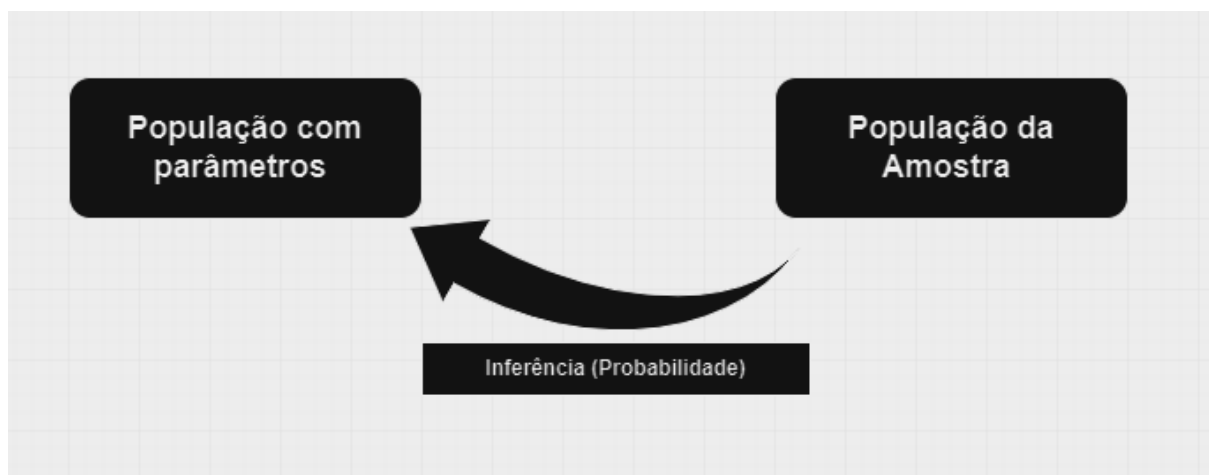 População com
parâmetros
População da
Amostra
Inferência (Probabilidade)